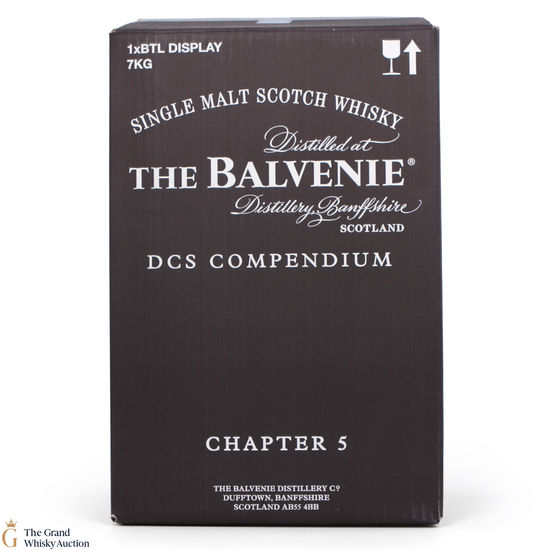 1xBTL DISPLAY
7KG
SINGLE MALT SCOTCH WHISKY
Distilled at
THE BALVENIE®
Distillery, Banffshire
SCOTLAND
DCS COMPENDIUM
CHAPTER 5
THE BALVENIE DISTILLERY Cº
DUFFTOWN, BANFFSHIRE
SCOTLAND AB55 4BB
G
The Grand
Whisky Auction